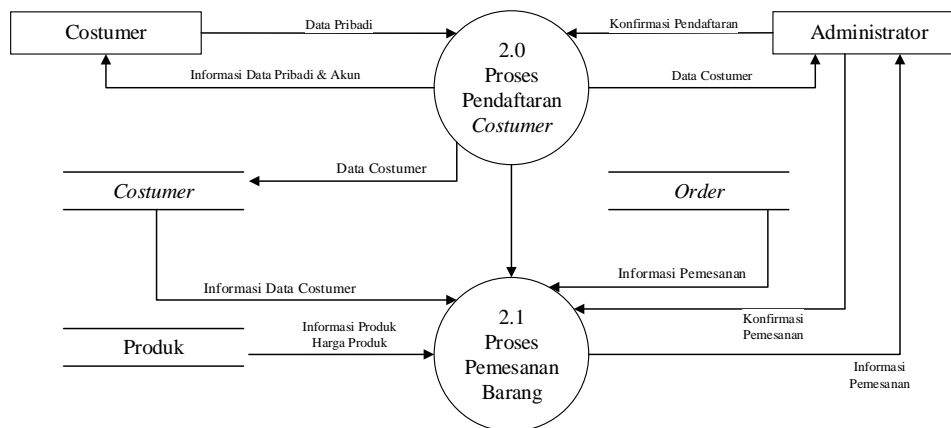 Costumer
Data Pribadi
Konfirmasi Pendaftaran
Administrator
2.0
Proses
Pendaftaran
Costumer
Informasi Data Pribadi & Akun
Data Costumer
Data Costumer
Costumer
Order
Informasi Data Costumer
Informasi Pemesanan
2.1
Proses
Pemesanan
Barang
Produk
Informasi Produk
Harga Produk
Konfirmasi
Pemesanan
Informasi
Pemesanan